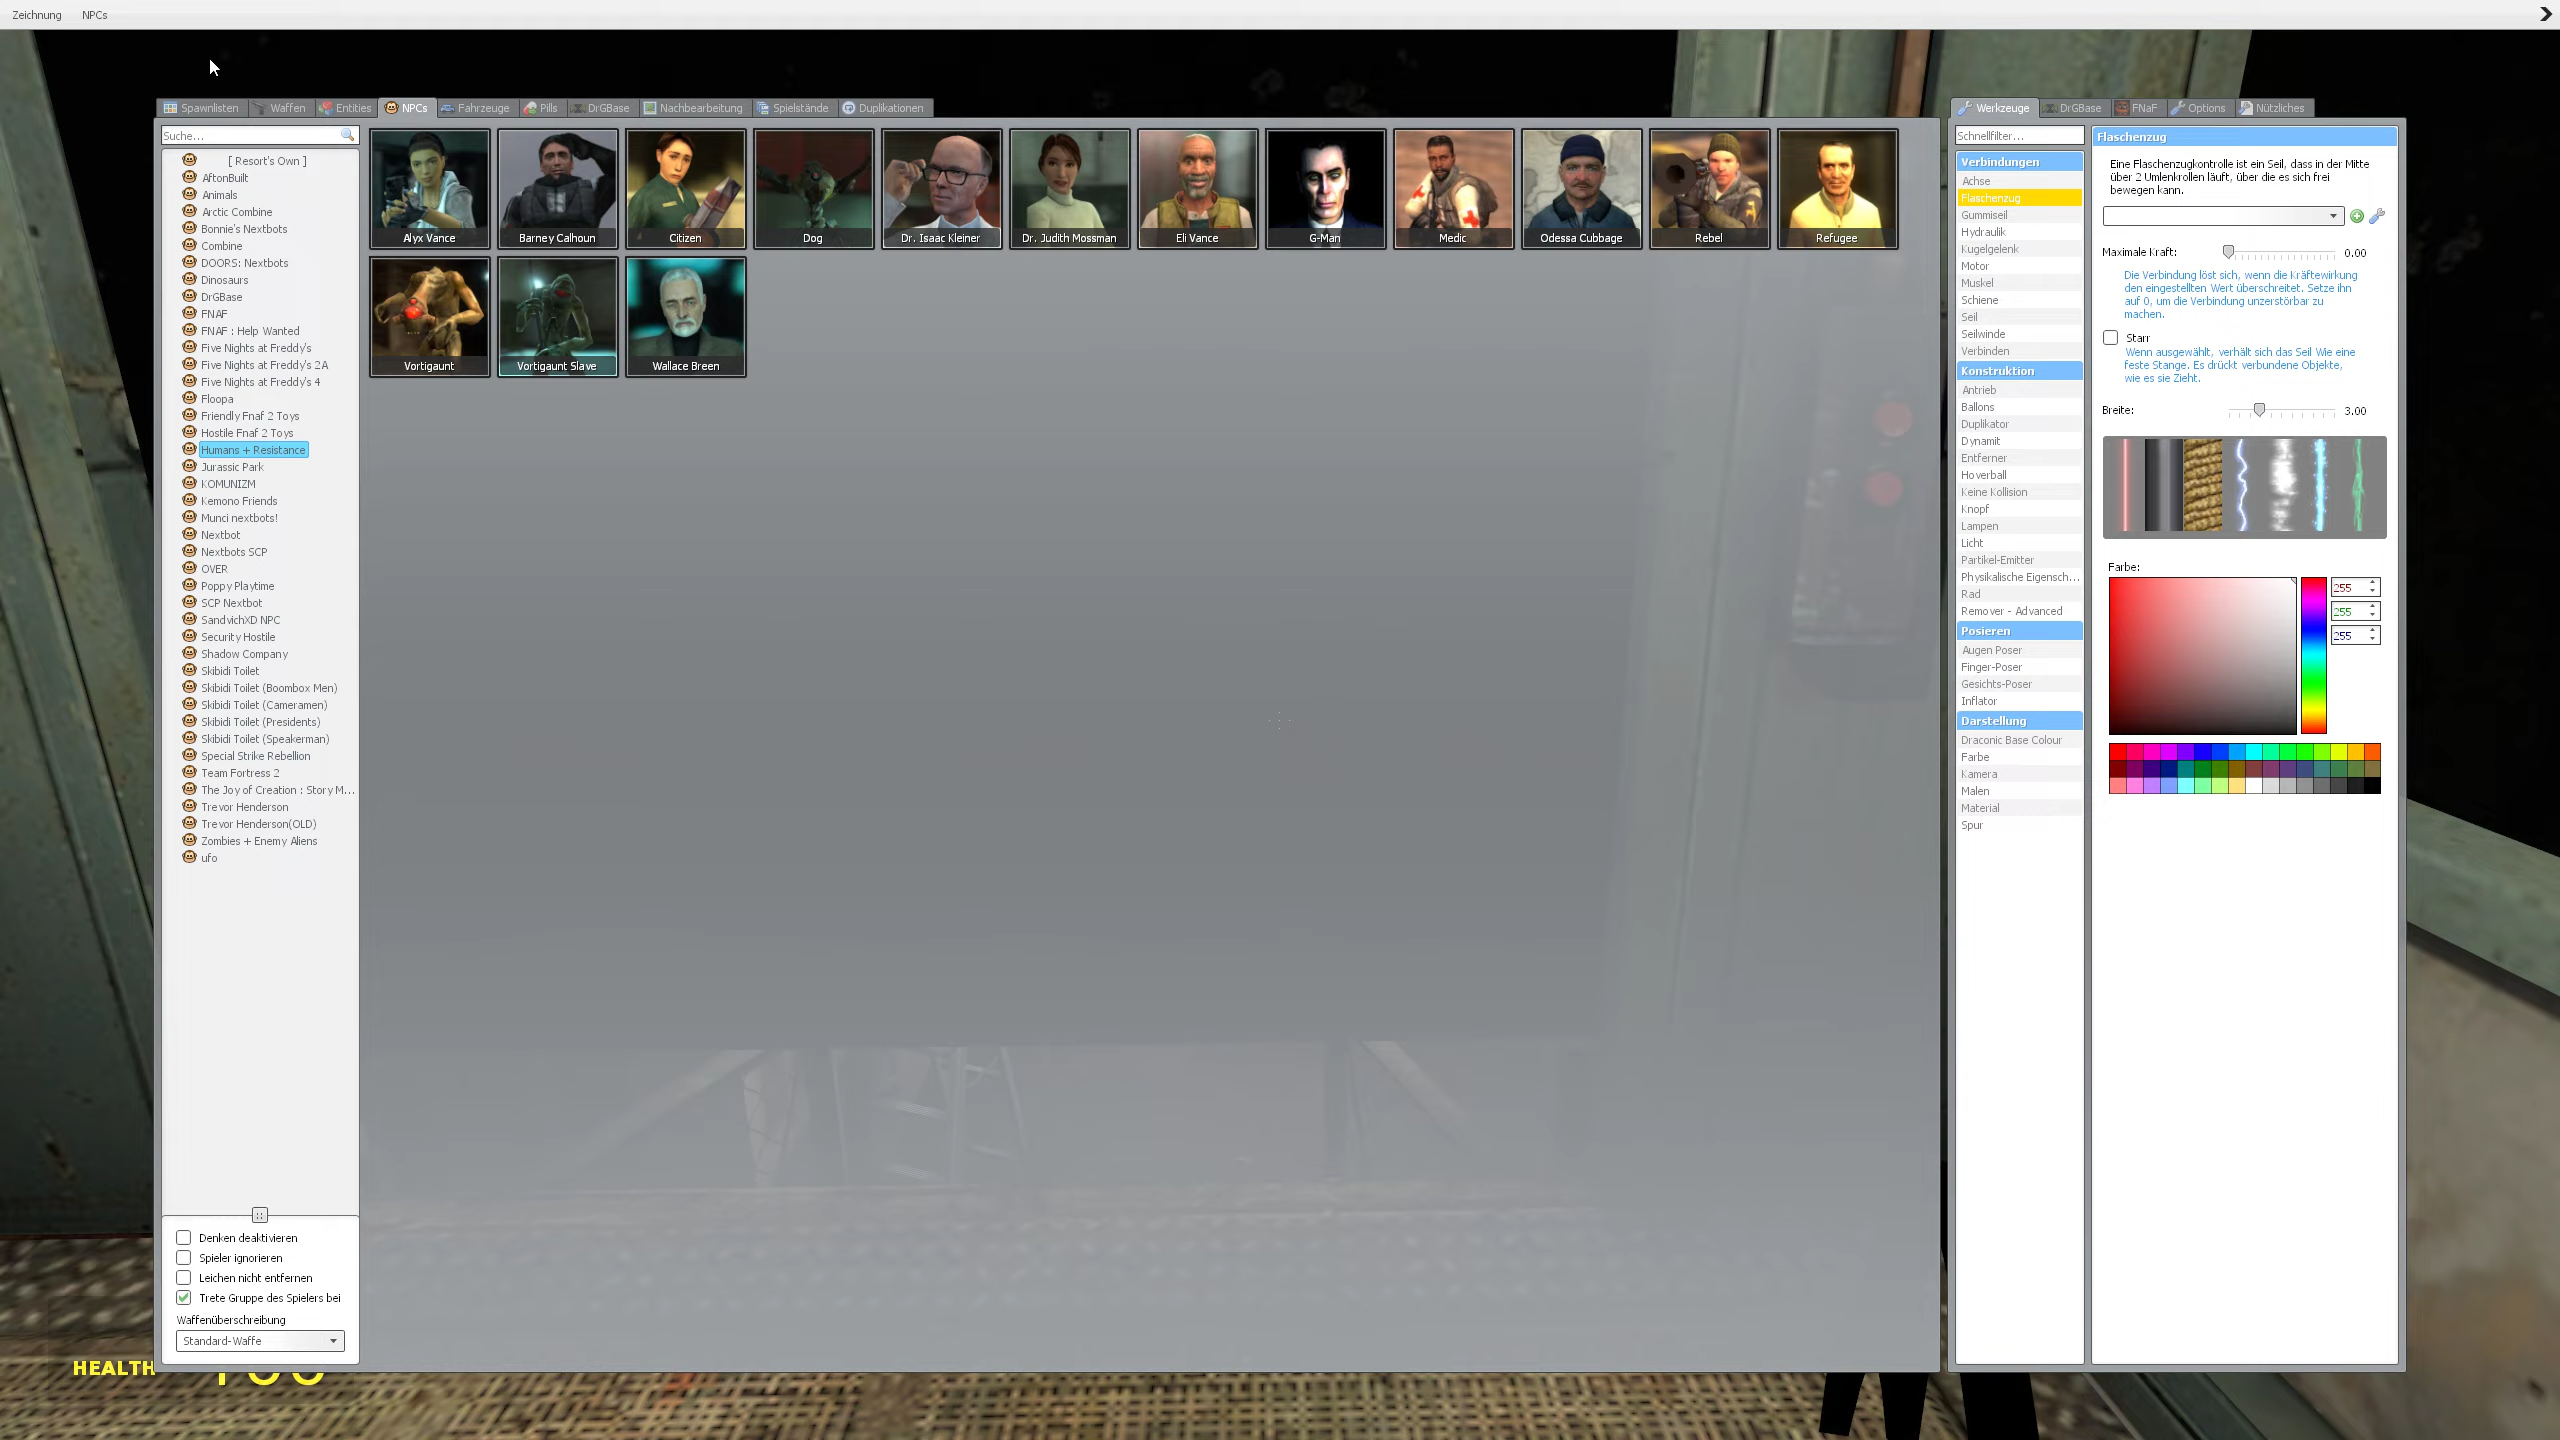 Zeichnung NPCs
Spawnlisten Waffen Entities NPCs Fahrzeuge Pills DrGBase Nachbearbeitung Spielstände Duplikationen
Suche...
[ Resort's Own ]
AftonBuilt
Animals
Arctic Combine
Bonnie's Nextbots
Combine
DOORS: Nextbots
Dinosaurs
DrGBase
FNAF
FNAF : Help Wanted
Five Nights at Freddy's
Five Nights at Freddy's 2A
Five Nights at Freddy's 4
Floopa
Friendly Fnaf 2 Toys
Hostile Fnaf 2 Toys
Humans + Resistance
Jurassic Park
KOMUNIZM
Kemono Friends
Munci nextbots!
Nextbot
Nextbots SCP
OVER
Poppy Playtime
SCP Nextbot
SandvichXD NPC
Security Hostile
Shadow Company
Skibidi Toilet
Skibidi Toilet (Boombox Men)
Skibidi Toilet (Cameramen)
Skibidi Toilet (Presidents)
Skibidi Toilet (Speakerman)
Special Strike Rebellion
Team Fortress 2
The Joy of Creation : Story M...
Trevor Henderson
Trevor Henderson(OLD)
Zombies + Enemy Aliens
ufo
Denken deaktivieren
Spieler ignorieren
Leichen nicht entfernen
Trete Gruppe des Spielers bei
Waffenüberschreibung
Standard-Waffe
HEALTH 100
Alyx Vance Barney Calhoun Citizen Dog Dr. Isaac Kleiner Dr. Judith Mossman Eli Vance G-Man Medic Odessa Cubbage Rebel Refugee
Vortigaunt Vortigaunt Slave Wallace Breen
Werkzeuge DrGBase FNaF Options Nützliches
Schnellfilter...
Verbindungen
Achse
Flaschenzug
Gummiseil
Hydraulik
Kugelgelenk
Motor
Muskel
Schiene
Seil
Seilwinde
Verbinden
Konstruktion
Antrieb
Ballons
Duplikator
Dynamit
Entferner
Hoverball
Keine Kollision
Knopf
Lampen
Licht
Partikel-Emitter
Physikalische Eigensch...
Rad
Remover - Advanced
Posieren
Augen Poser
Finger-Poser
Gesichts-Poser
Inflator
Darstellung
Draconic Base Colour
Farbe
Kamera
Malen
Material
Spur
Flaschenzug
Eine Flaschenzugkontrolle ist ein Seil, dass in der Mitte
über 2 Umlenkrollen läuft, über die es sich frei
bewegen kann.
Maximale Kraft: 0.00
Die Verbindung löst sich, wenn die Kräftewirkung
den eingestellten Wert überschreitet. Setze ihn
auf 0, um die Verbindung unzerstörbar zu
machen.
Starr
Wenn ausgewählt, verhält sich das Seil Wie eine
feste Stange. Es drückt verbundene Objekte,
wie es sie Zieht.
Breite: 3.00
Farbe:
255
255
255